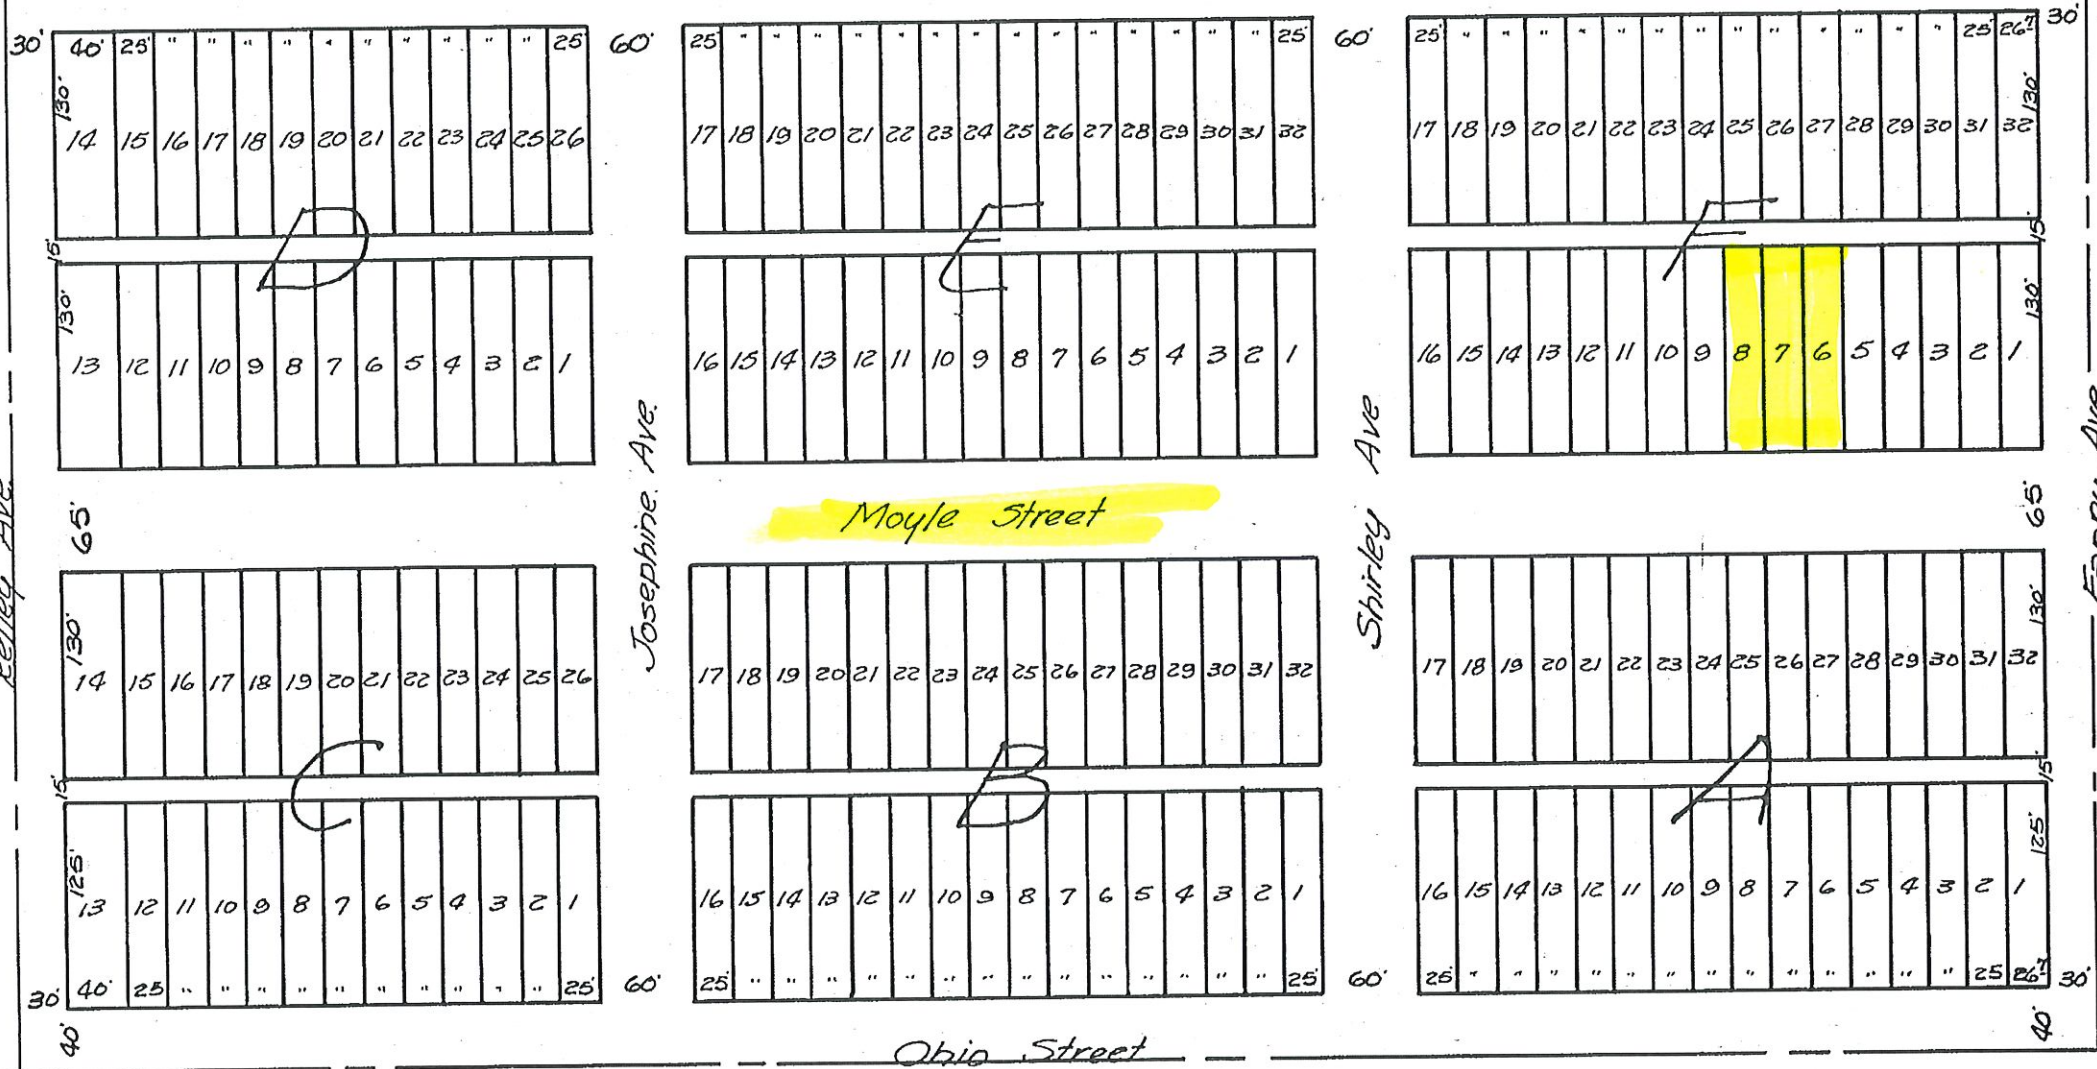 30' 40' 25' " " " " " " " " " " 25' 60' 25' " " " " " " " " " " " " " " 25' 60' 25' " " " " " " " " " " " " " 25 26.7 30'
130' 130'
14 15 16 17 18 19 20 21 22 23 24 25 26 17 18 19 20 21 22 23 24 25 26 27 28 29 30 31 32 17 18 19 20 21 22 23 24 25 26 27 28 29 30 31 32
15' D E F 15'
130' 130'
13 12 11 10 9 8 7 6 5 4 3 2 1 16 15 14 13 12 11 10 9 8 7 6 5 4 3 2 1 16 15 14 13 12 11 10 9 8 7 6 5 4 3 2 1
Josephine Ave.
Shirley Ave
Ave
65' Moyle Street 65'
130' 130'
14 15 16 17 18 19 20 21 22 23 24 25 26 17 18 19 20 21 22 23 24 25 26 27 28 29 30 31 32 17 18 19 20 21 22 23 24 25 26 27 28 29 30 31 32
15' C B A 15'
125' 125'
13 12 11 10 9 8 7 6 5 4 3 2 1 16 15 14 13 12 11 10 9 8 7 6 5 4 3 2 1 16 15 14 13 12 11 10 9 8 7 6 5 4 3 2 1
30' 40' 25 " " " " " " " " " " 25' 60' 25' " " " " " " " " " " " " " " 25' 60' 25' " " " " " " " " " " " " " 25 26.7 30'
40' 40'
Ohio Street